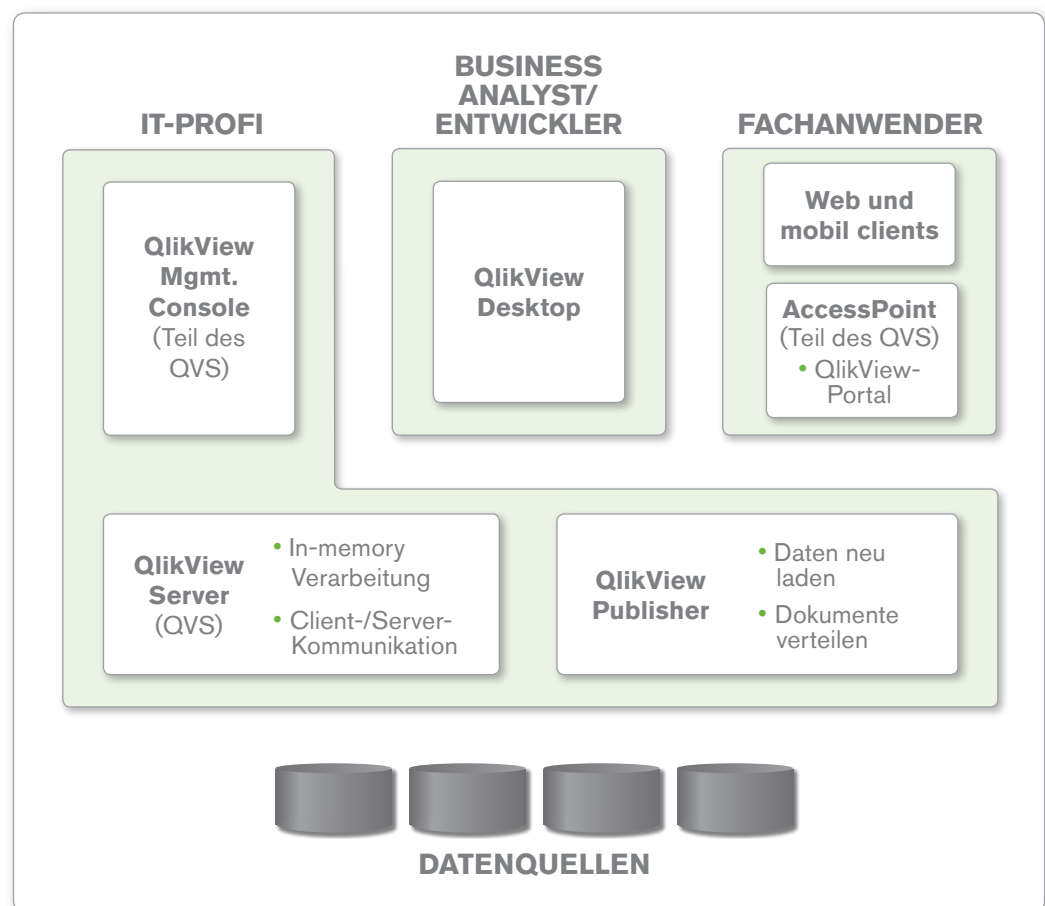 BUSINESS
ANALYST/
ENTWICKLER
IT-PROFI
FACHANWENDER
QlikView
Mgmt.
Console
(Teil des
QVS)
QlikView
Desktop
Web und
mobil clients
AccessPoint
(Teil des QVS)
• QlikView-
Portal
QlikView
Server
(QVS)
• In-memory
Verarbeitung
• Client-/Server-
Kommunikation
QlikView
Publisher
• Daten neu
laden
• Dokumente
verteilen
DATENQUELLEN